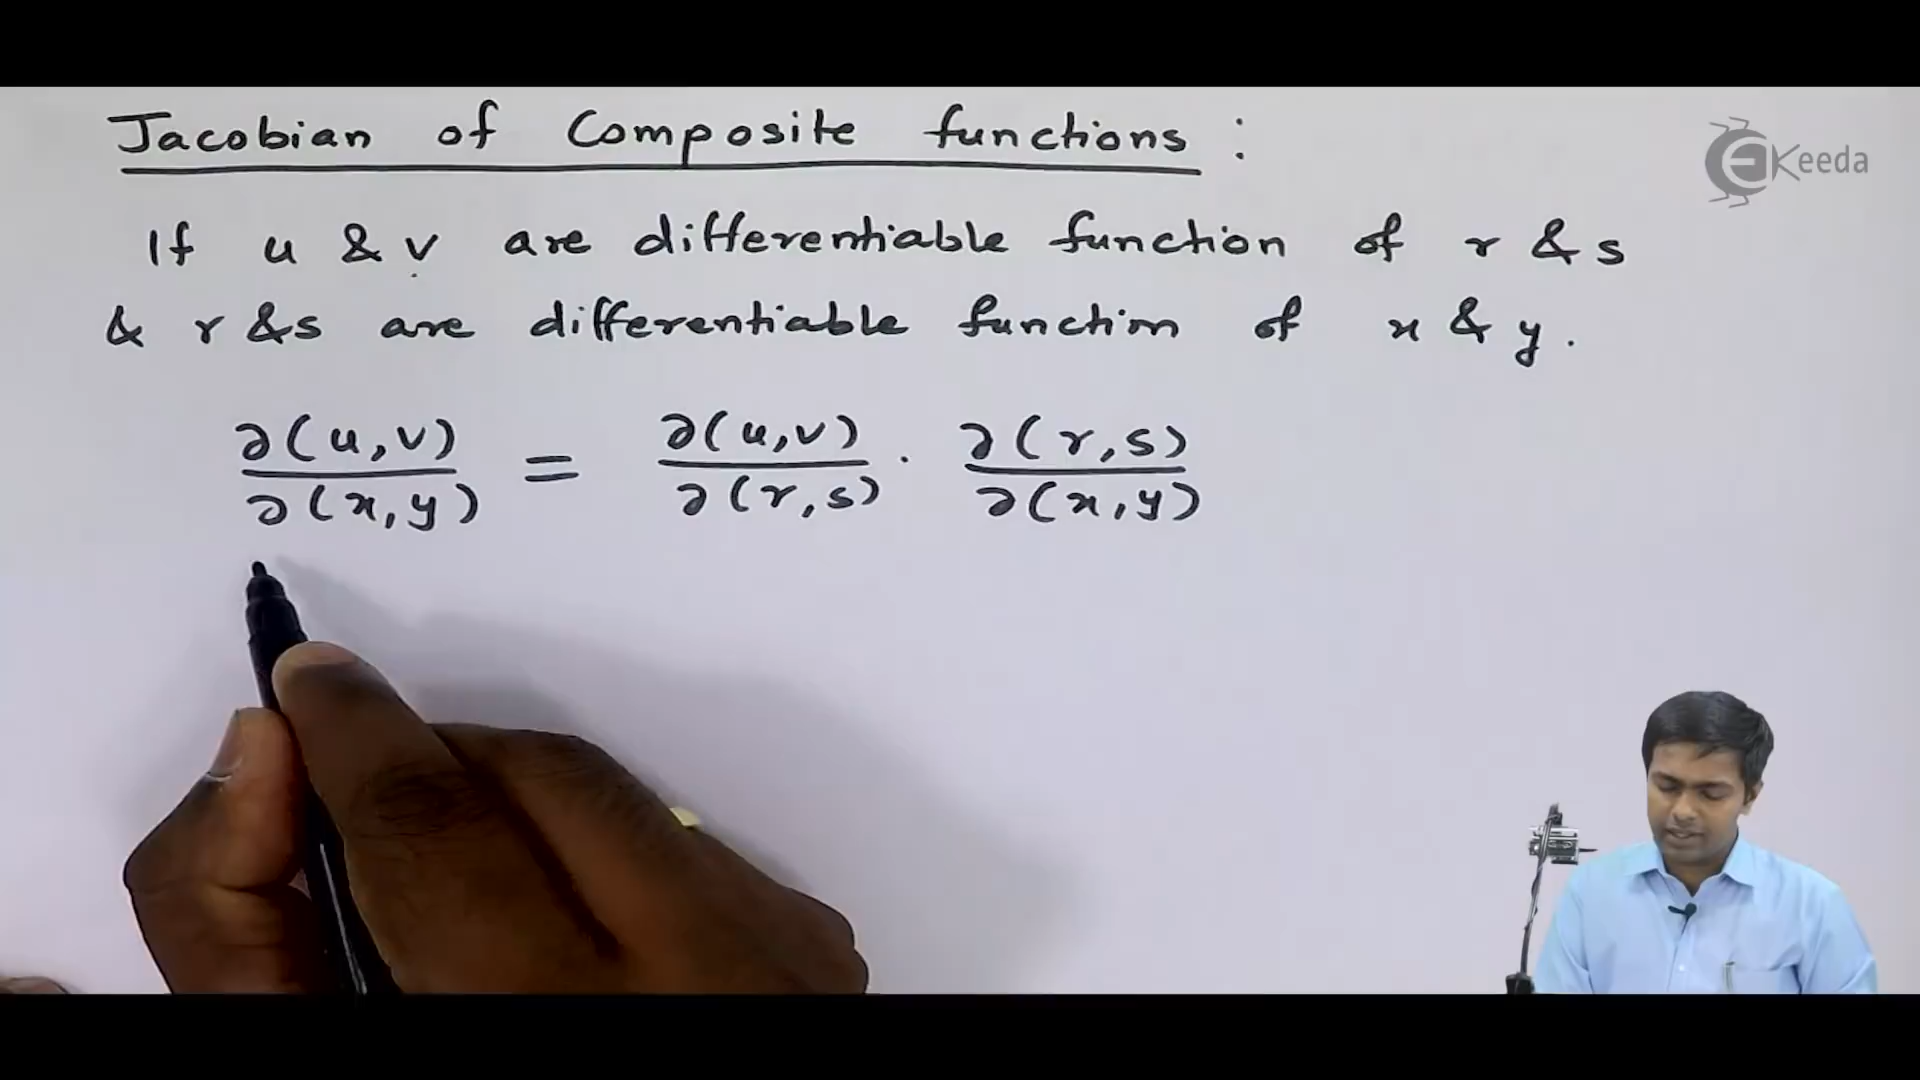 Jacobian of Composite functions :
EKeeda
If u & v are differentiable function of r & s
& r & s are differentiable function of x & y.
∂(u,v)/∂(x,y) = ∂(u,v)/∂(r,s) · ∂(r,s)/∂(x,y)